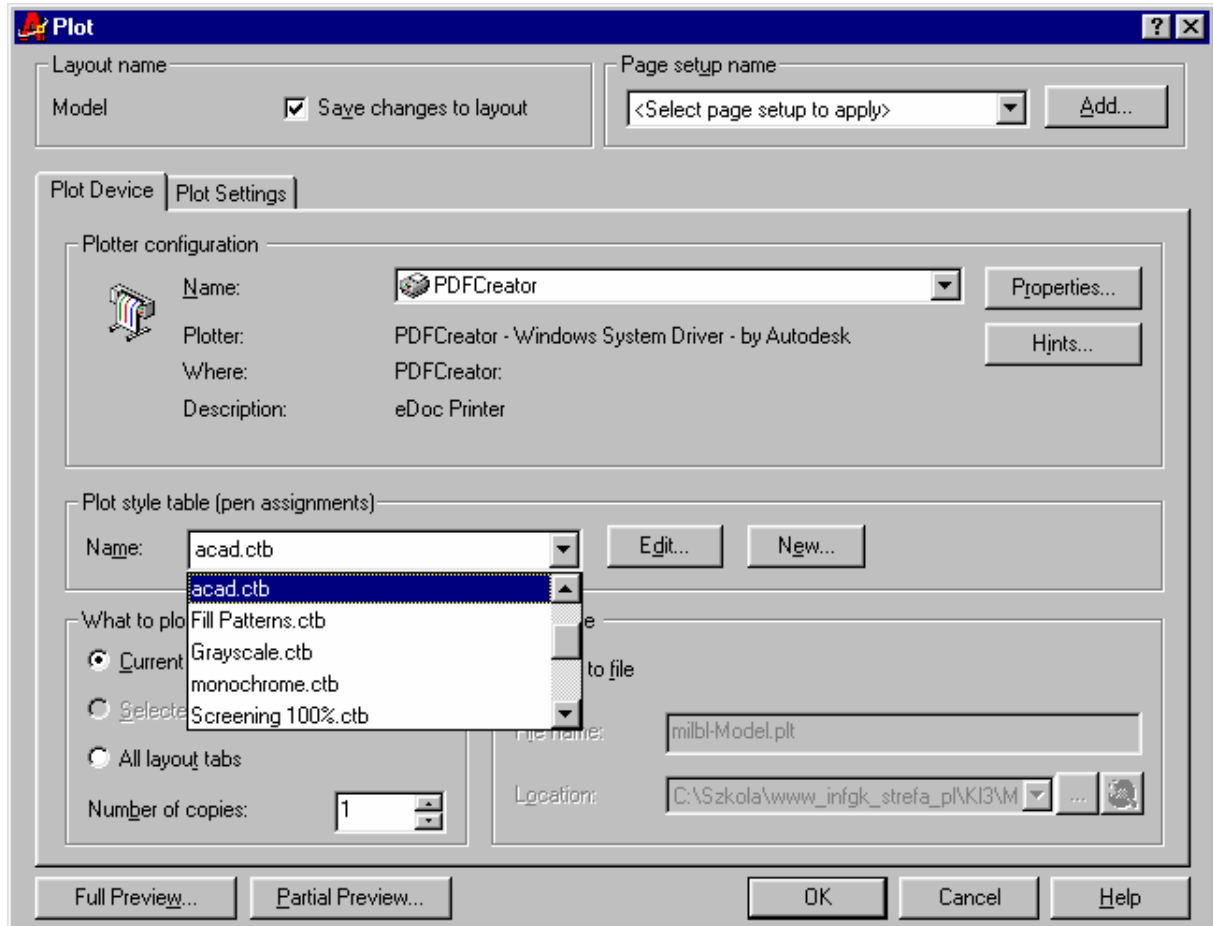 Plot
Layout name
Model
Save changes to layout
Page setup name
<Select page setup to apply>
Add...
Plot Device
Plot Settings
Plotter configuration
Name:
PDFCreator
Properties...
Plotter:
PDFCreator - Windows System Driver - by Autodesk
Hints...
Where:
PDFCreator:
Description:
eDoc Printer
Plot style table (pen assignments)
Name:
acad.ctb
Edit...
New...
acad.ctb
Fill Patterns.ctb
Grayscale.ctb
monochrome.ctb
Screening 100%.ctb
What to plo
e
Current
to file
Selecte
File name:
milbl-Model.plt
All layout tabs
Location:
C:\Szkola\www_infgk_strefa_pl\KI3\M
...
Number of copies:
1
Full Preview...
Partial Preview...
OK
Cancel
Help